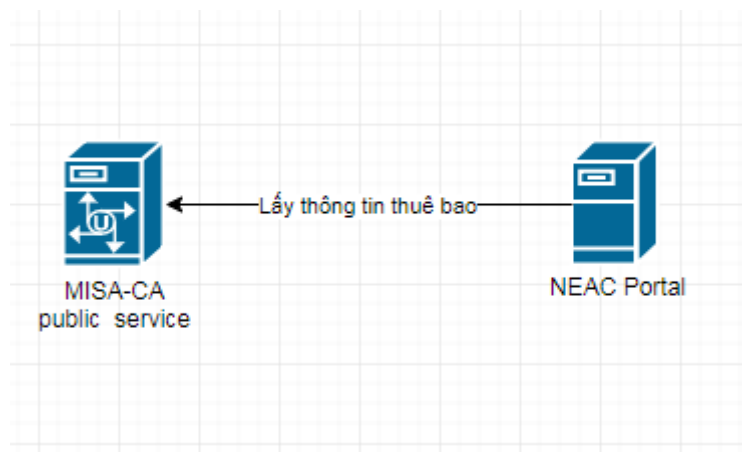 Lấy thông tin thuê bao
MISA-CA
public service
NEAC Portal